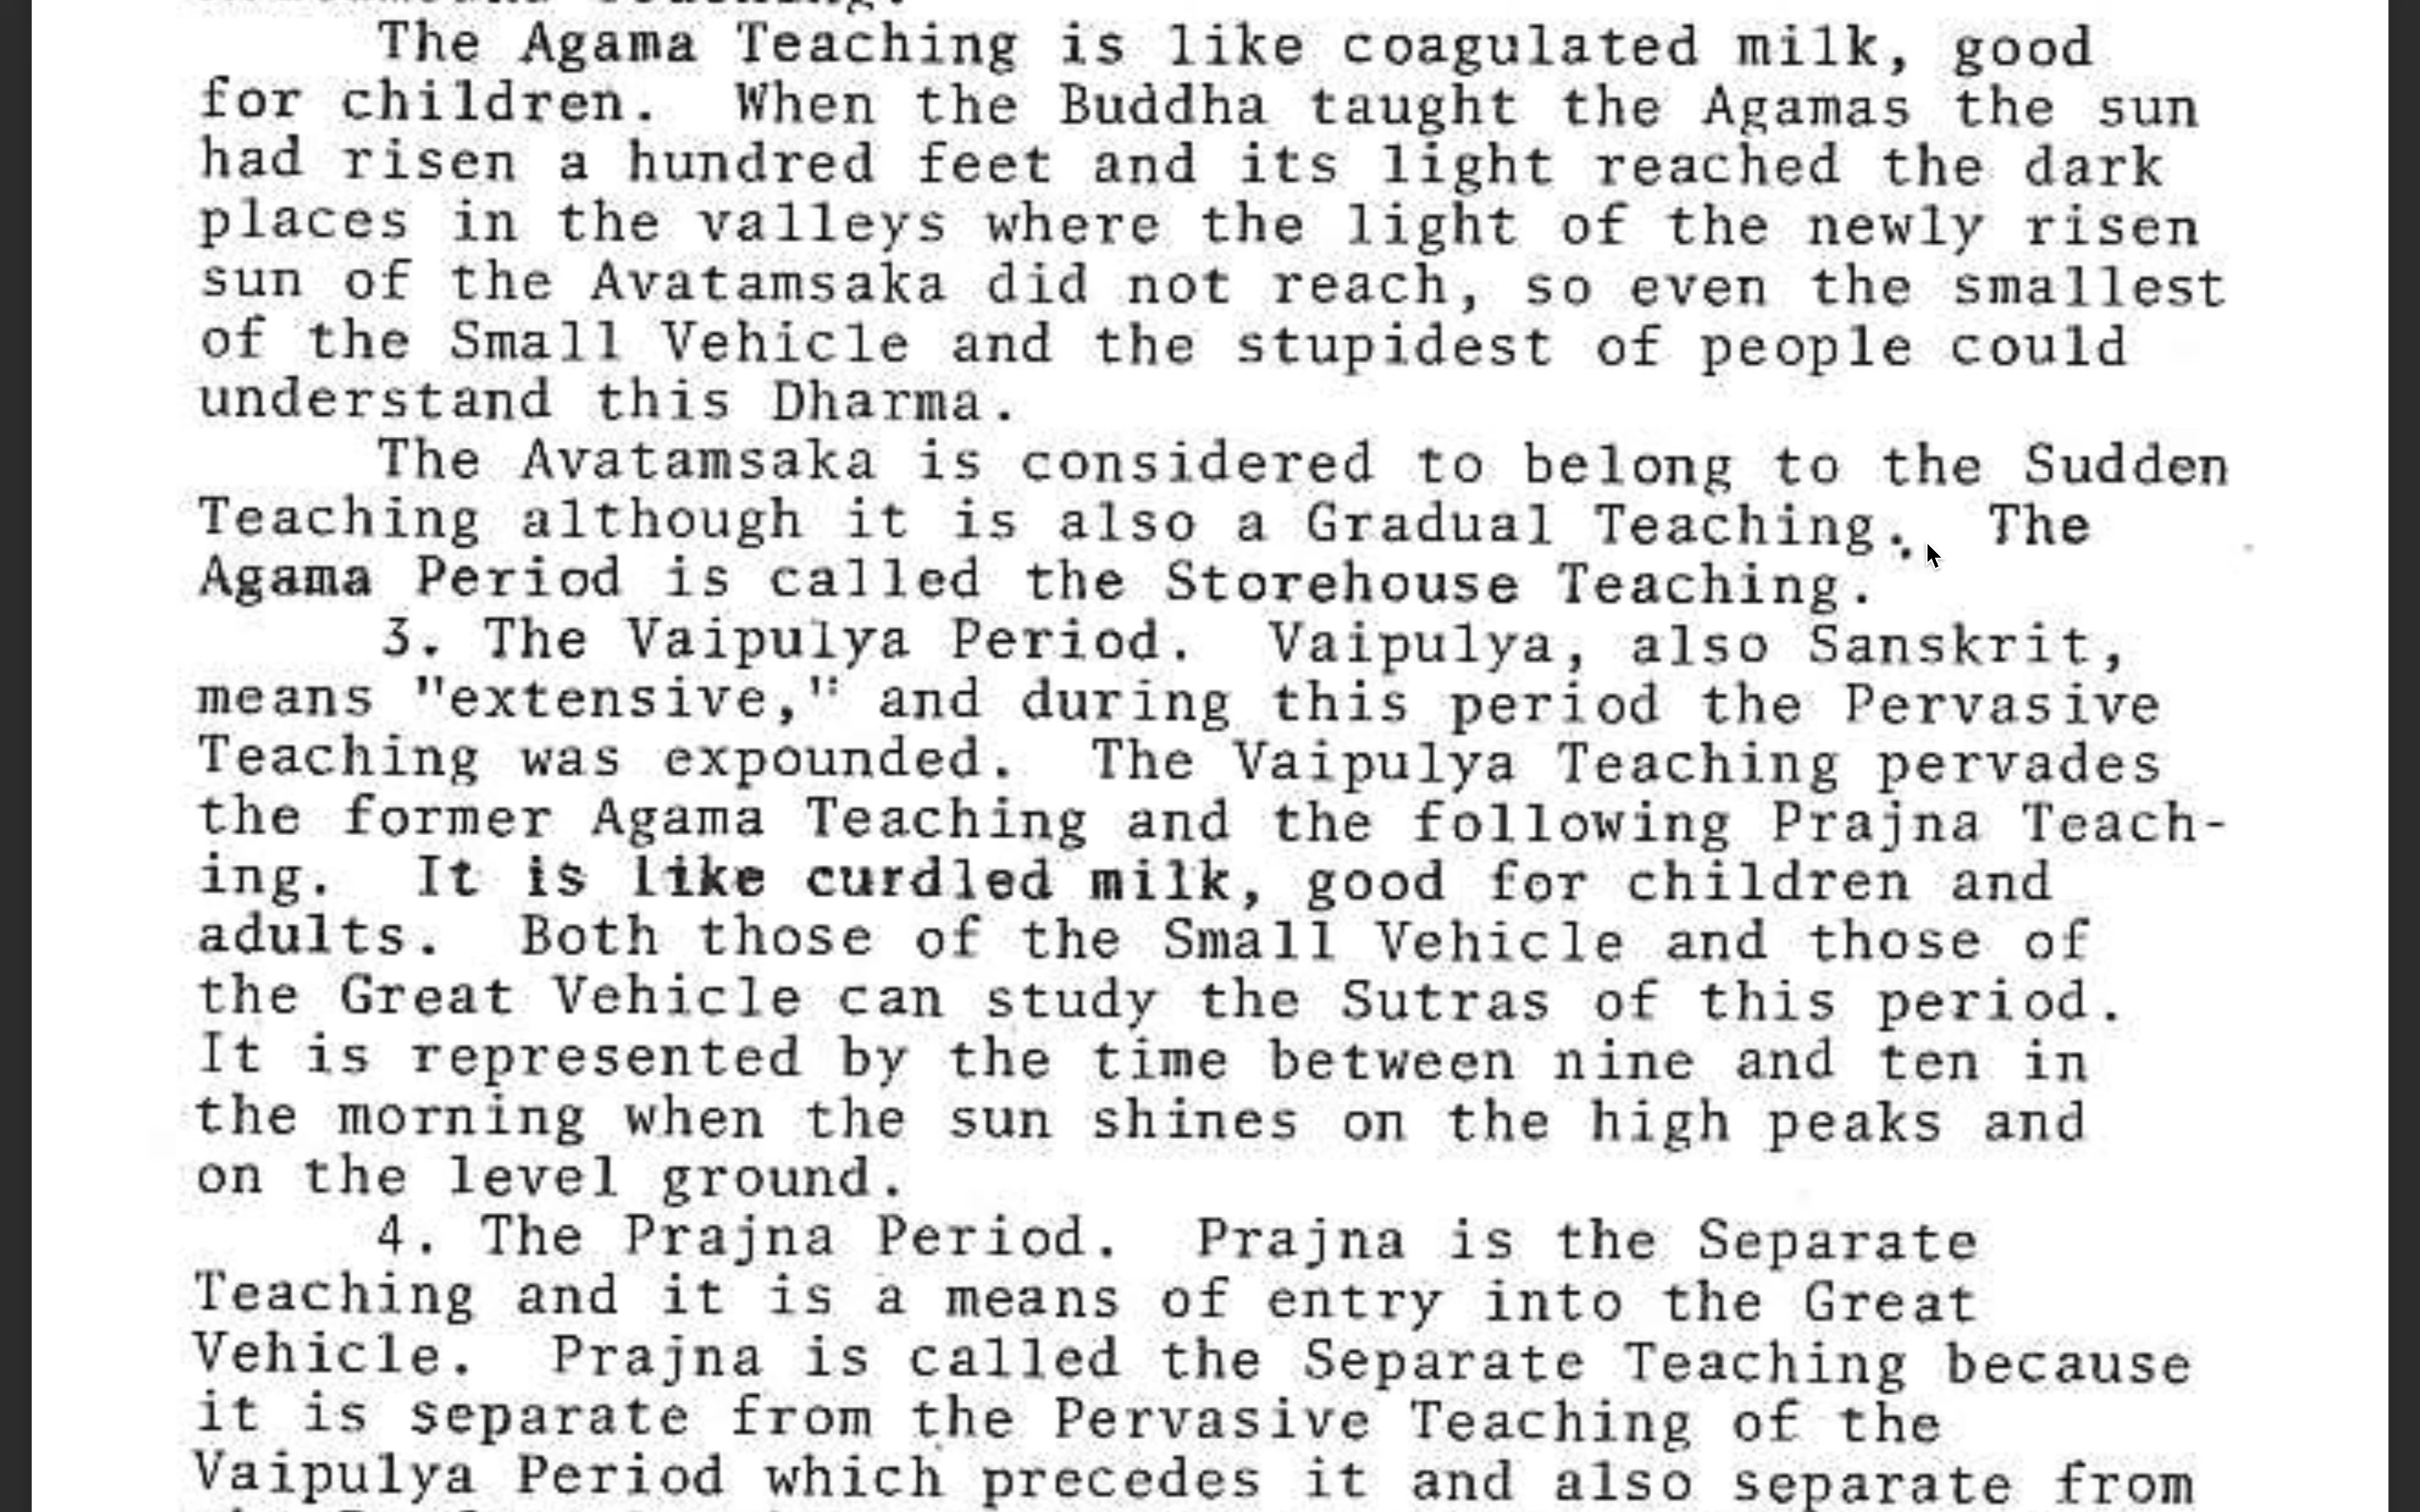 The Agama Teaching is like coagulated milk, good
for children. When the Buddha taught the Agamas the sun
had risen a hundred feet and its light reached the dark
places in the valleys where the light of the newly risen
sun of the Avatamsaka did not reach, so even the smallest
of the Small Vehicle and the stupidest of people could
understand this Dharma.
The Avatamsaka is considered to belong to the Sudden
Teaching although it is also a Gradual Teaching. The
Agama Period is called the Storehouse Teaching.
3. The Vaipulya Period. Vaipulya, also Sanskrit,
means "extensive," and during this period the Pervasive
Teaching was expounded. The Vaipulya Teaching pervades
the former Agama Teaching and the following Prajna Teach-
ing. It is like curdled milk, good for children and
adults. Both those of the Small Vehicle and those of
the Great Vehicle can study the Sutras of this period.
It is represented by the time between nine and ten in
the morning when the sun shines on the high peaks and
on the level ground.
4. The Prajna Period. Prajna is the Separate
Teaching and it is a means of entry into the Great
Vehicle. Prajna is called the Separate Teaching because
it is separate from the Pervasive Teaching of the
Vaipulya Period which precedes it and also separate from